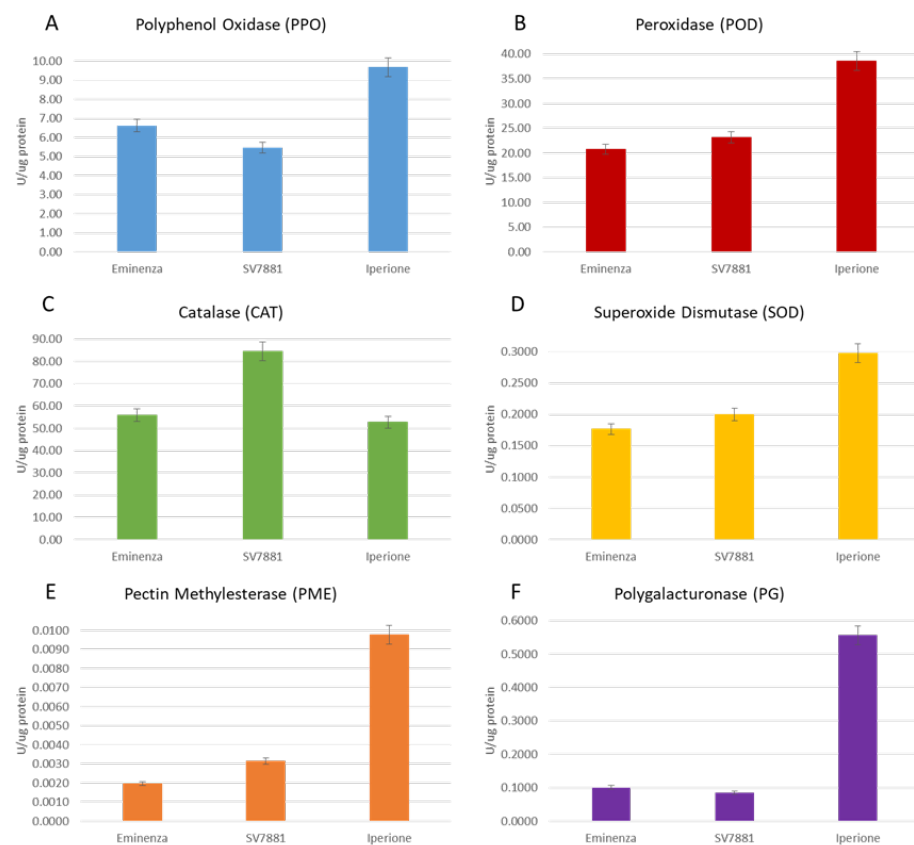 A
Polyphenol Oxidase (PPO)
U/ug protein
10.00
9.00
8.00
7.00
6.00
5.00
4.00
3.00
2.00
1.00
0.00
Eminenza SV7881 Iperione
B
Peroxidase (POD)
U/ug protein
40.00
35.00
30.00
25.00
20.00
15.00
10.00
5.00
0.00
Eminenza SV7881 Iperione
C
Catalase (CAT)
U/ug protein
90.00
80.00
70.00
60.00
50.00
40.00
30.00
20.00
10.00
0.00
Eminenza SV7881 Iperione
D
Superoxide Dismutase (SOD)
U/ug protein
0.3000
0.2500
0.2000
0.1500
0.1000
0.0500
0.0000
Eminenza SV7881 Iperione
E
Pectin Methylesterase (PME)
U/ug protein
0.0100
0.0090
0.0080
0.0070
0.0060
0.0050
0.0040
0.0030
0.0020
0.0010
0.0000
Eminenza SV7881 Iperione
F
Polygalacturonase (PG)
U/ug protein
0.6000
0.5000
0.4000
0.3000
0.2000
0.1000
0.0000
Eminenza SV7881 Iperione